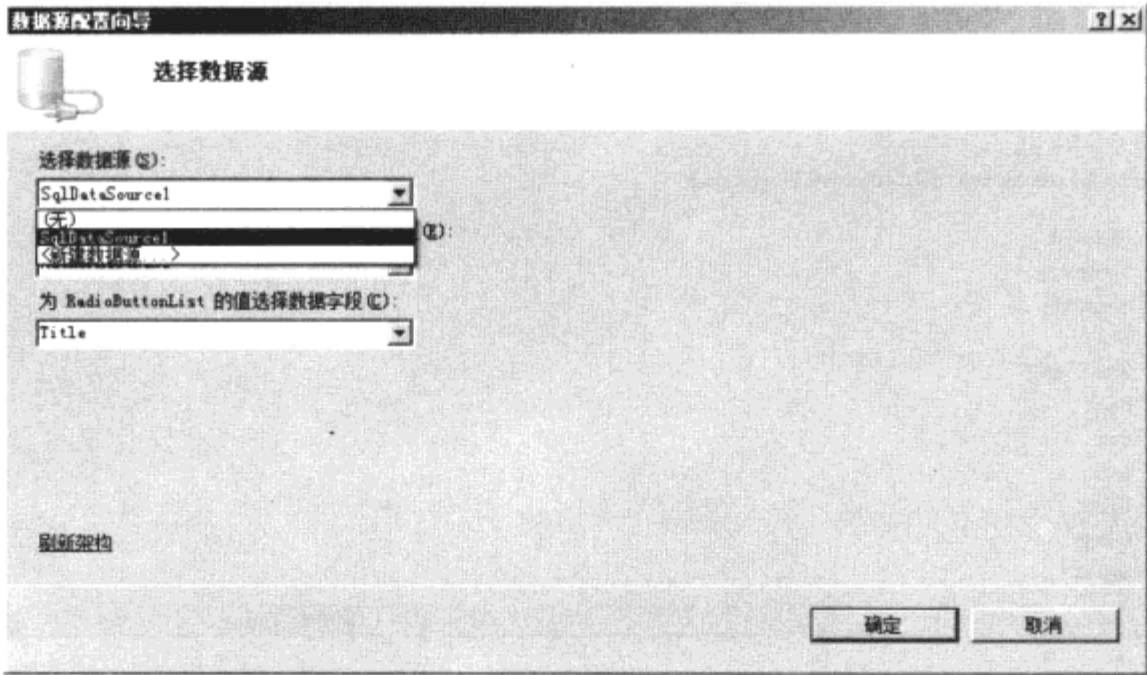 数据源配置向导
选择数据源
选择数据源(S):
SqlDataSource1
(无)
SqlDataSource1
(E):
<新建数据源...>
为 RadioButtonList 的值选择数据字段(C):
Title
刷新架构
确定
取消